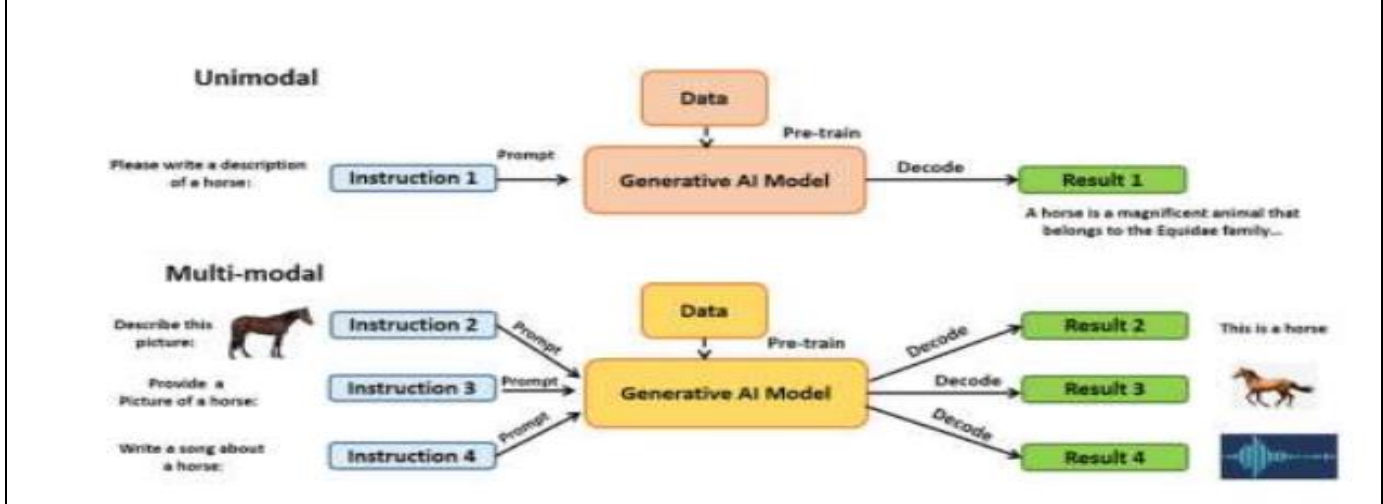 Unimodal
Data
Pre-train
Please write a description
of a horse:
Instruction 1
Prompt
Generative AI Model
Decode
Result 1
A horse is a magnificent animal that
belongs to the Equidae family...
Multi-modal
Data
Pre-train
Describe this
picture:
Instruction 2
Prompt
Decode
Result 2
This is a horse
Provide a
Picture of a horse:
Instruction 3
Prompt
Generative AI Model
Decode
Result 3
Write a song about
a horse:
Instruction 4
Prompt
Decode
Result 4